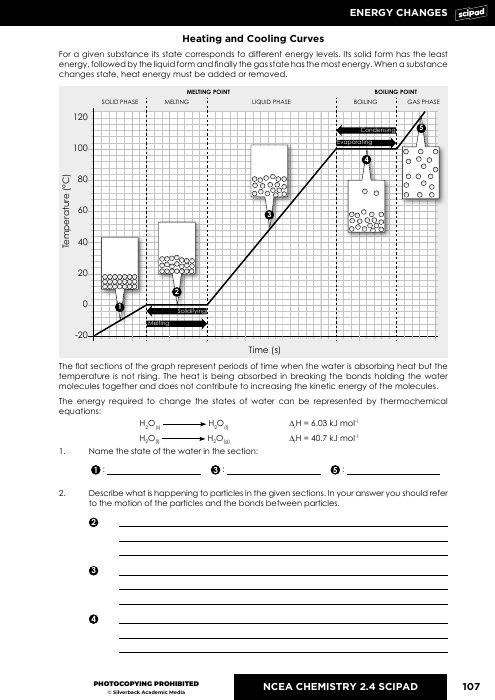 ENERGY CHANGES scipad
Heating and Cooling Curves
For a given substance its state corresponds to different energy levels. Its solid form has the least
energy, followed by the liquid form and finally the gas state has the most energy. When a substance
changes state, heat energy must be added or removed.
MELTING POINT BOILING POINT
SOLID PHASE MELTING LIQUID PHASE BOILING GAS PHASE
120
100
80
60
40
20
0
-20
Temperature (°C)
Condensing
Evaporating
Solidifying
Melting
1
2
3
4
5
Time (s)
The flat sections of the graph represent periods of time when the water is absorbing heat but the
temperature is not rising. The heat is being absorbed in breaking the bonds holding the water
molecules together and does not contribute to increasing the kinetic energy of the molecules.
The energy required to change the states of water can be represented by thermochemical
equations:
H₂O(s) ⟶ H₂O(l) ΔᵣH = 6.03 kJ mol⁻¹
H₂O(l) ⟶ H₂O(g) ΔᵣH = 40.7 kJ mol⁻¹
1. Name the state of the water in the section:
1 : 3 : 5 :
2. Describe what is happening to particles in the given sections. In your answer you should refer
to the motion of the particles and the bonds between particles.
2
3
4
PHOTOCOPYING PROHIBITED
© Silverback Academic Media
NCEA CHEMISTRY 2.4 SCIPAD 107